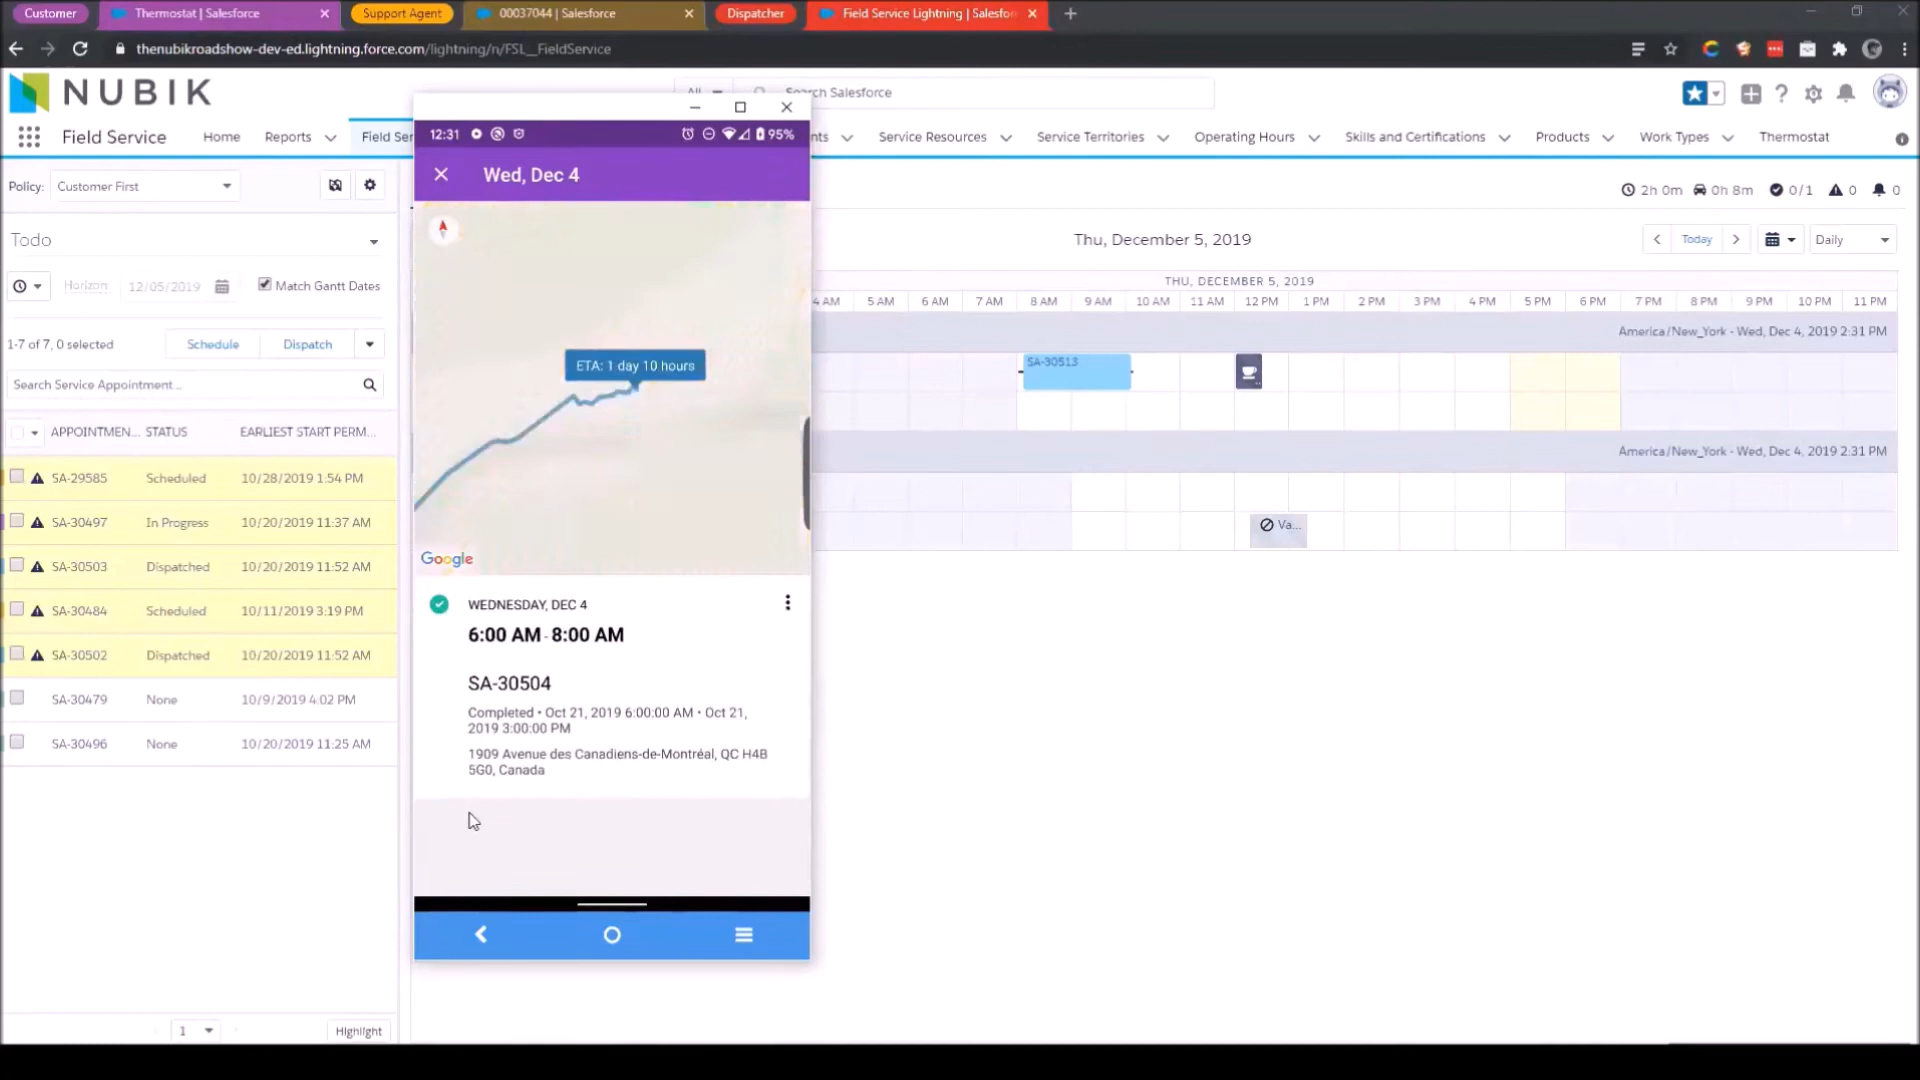 Customer
Thermostat | Salesforce
Support Agent
00037044 | Salesforce
Dispatcher
Field Service Lightning | Salesfor
thenubikroadshow-dev-ed.lightning.force.com/lightning/n/FSL__FieldService
NUBIK
All
Search Salesforce
Field Service
Home
Reports
Field Ser
nts
Service Resources
Service Territories
Operating Hours
Skills and Certifications
Products
Work Types
Thermostat
Policy:
Customer First
2h 0m
0h 8m
0/1
0
0
Todo
Thu, December 5, 2019
Today
Daily
Horizon:
12/05/2019
Match Gantt Dates
THU, DECEMBER 5, 2019
4 AM 5 AM 6 AM 7 AM 8 AM 9 AM 10 AM 11 AM 12 PM 1 PM 2 PM 3 PM 4 PM 5 PM 6 PM 7 PM 8 PM 9 PM 10 PM 11 PM
America/New_York - Wed, Dec 4, 2019 2:31 PM
SA-30513
America/New_York - Wed, Dec 4, 2019 2:31 PM
Va...
1-7 of 7, 0 selected
Schedule
Dispatch
Search Service Appointment ...
APPOINTMEN... STATUS EARLIEST START PERM...
SA-29585 Scheduled 10/28/2019 1:54 PM
SA-30497 In Progress 10/20/2019 11:37 AM
SA-30503 Dispatched 10/20/2019 11:52 AM
SA-30484 Scheduled 10/11/2019 3:19 PM
SA-30502 Dispatched 10/20/2019 11:52 AM
SA-30479 None 10/9/2019 4:02 PM
SA-30496 None 10/20/2019 11:25 AM
1
Highlight
12:31
95%
Wed, Dec 4
ETA: 1 day 10 hours
Google
WEDNESDAY, DEC 4
6:00 AM - 8:00 AM
SA-30504
Completed • Oct 21, 2019 6:00:00 AM • Oct 21,
2019 3:00:00 PM
1909 Avenue des Canadiens-de-Montréal, QC H4B
5G0, Canada